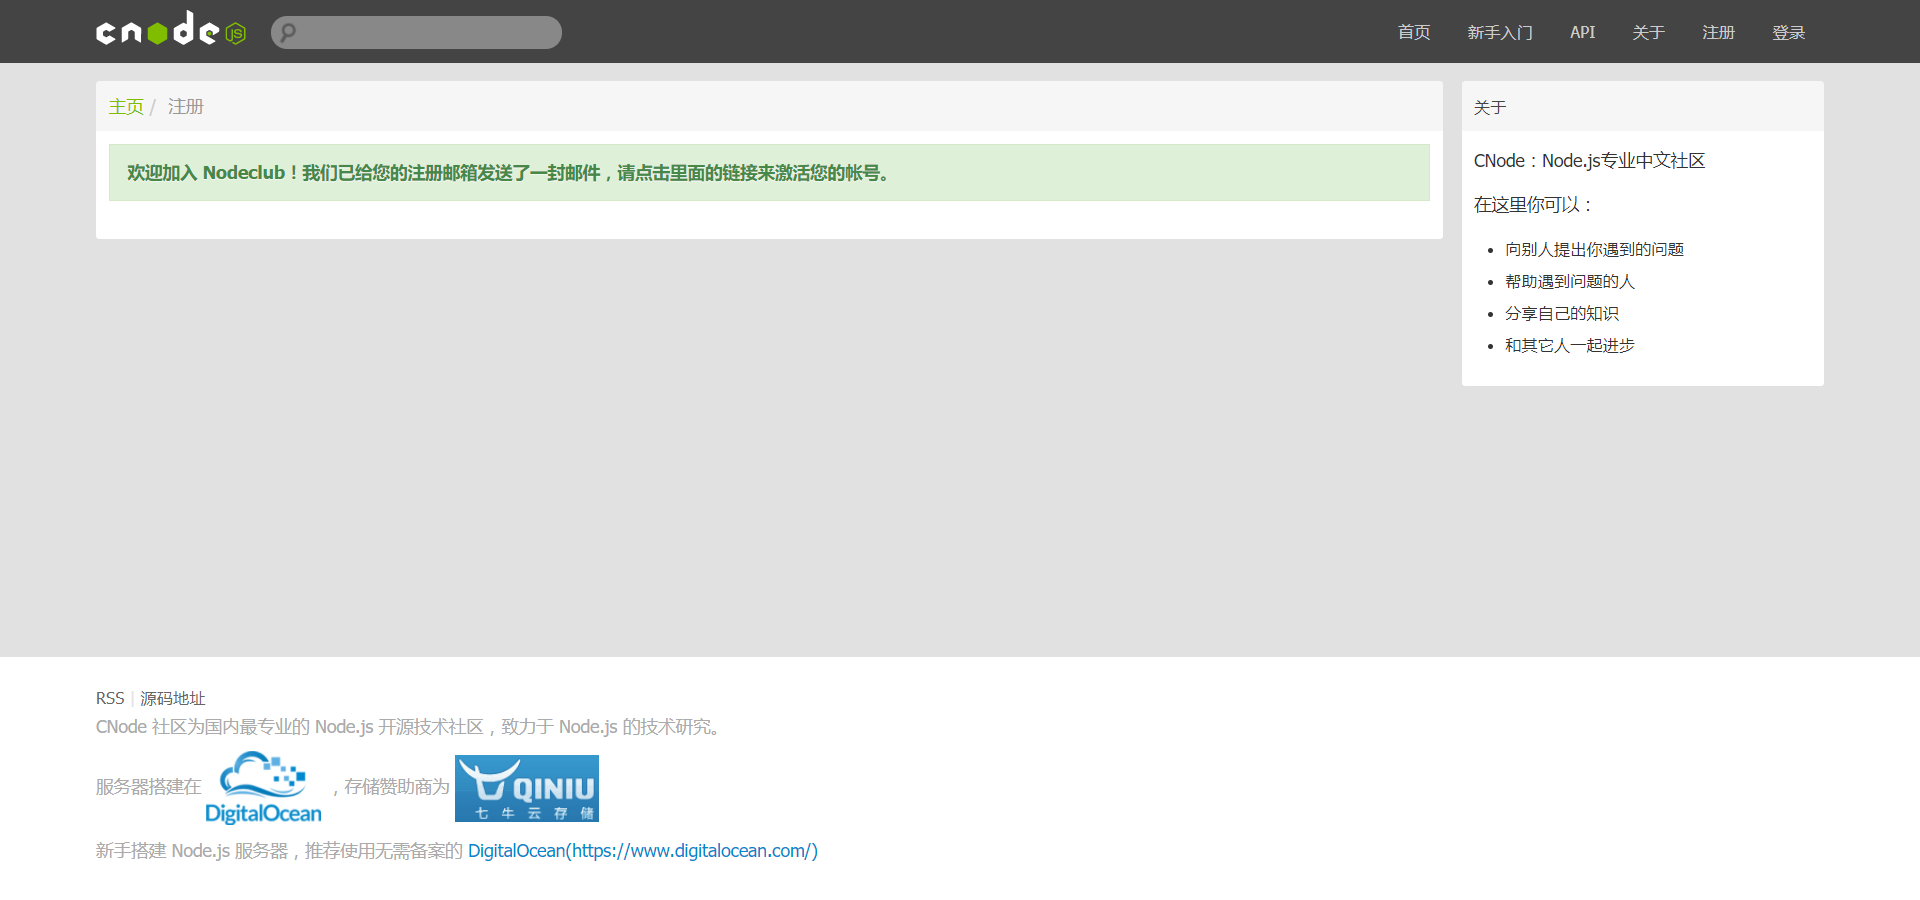 cnode JS
首页 新手入门 API 关于 注册 登录
主页 / 注册
欢迎加入 Nodeclub！我们已给您的注册邮箱发送了一封邮件，请点击里面的链接来激活您的帐号。
关于
CNode：Node.js专业中文社区
在这里你可以：
向别人提出你遇到的问题
帮助遇到问题的人
分享自己的知识
和其它人一起进步
RSS | 源码地址
CNode 社区为国内最专业的 Node.js 开源技术社区，致力于 Node.js 的技术研究。
服务器搭建在 DigitalOcean ，存储赞助商为 QINIU 七牛云存储
新手搭建 Node.js 服务器，推荐使用无需备案的 DigitalOcean(https://www.digitalocean.com/)